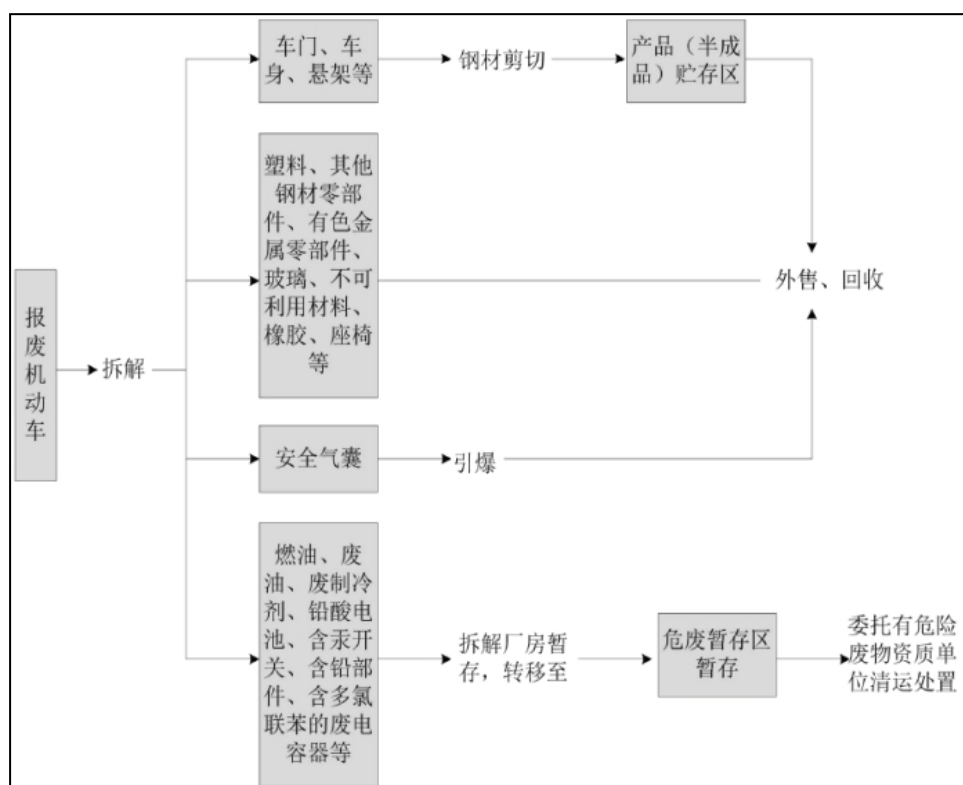 报
废
机
动
车
拆解
车门、车
身、悬架等
钢材剪切
产品（半成
品）贮存区
塑料、其他
钢材零部
件、有色金
属零部件、
玻璃、不可
利用材料、
橡胶、座椅
等
外售、回收
安全气囊
引爆
燃油、废
油、废制冷
剂、铅酸电
池、含汞开
关、含铅部
件、含多氯
联苯的废电
容器等
拆解厂房暂
存，转移至
危废暂存区
暂存
委托有危险
废物资质单
位清运处置